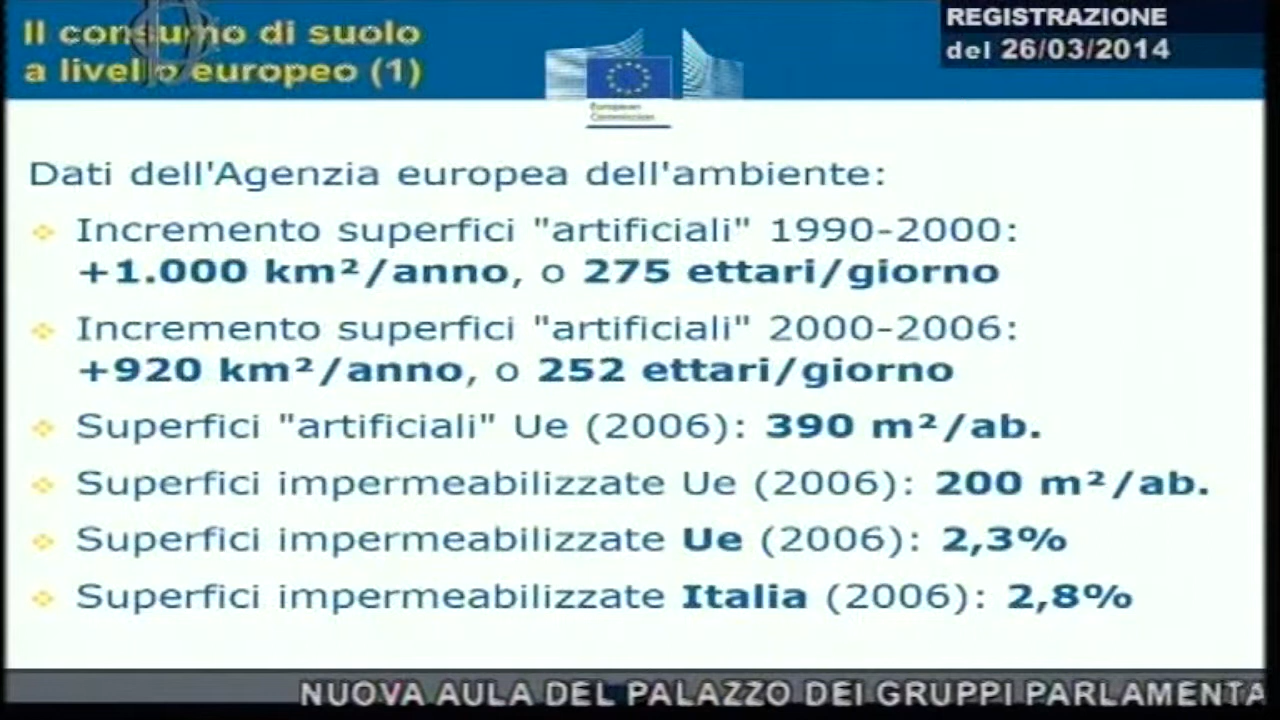 Il consumo di suolo
a livello europeo (1)
REGISTRAZIONE
del 26/03/2014
European
Commission
Dati dell'Agenzia europea dell'ambiente:
Incremento superfici "artificiali" 1990-2000:
+1.000 km²/anno, o 275 ettari/giorno
Incremento superfici "artificiali" 2000-2006:
+920 km²/anno, o 252 ettari/giorno
Superfici "artificiali" Ue (2006): 390 m²/ab.
Superfici impermeabilizzate Ue (2006): 200 m²/ab.
Superfici impermeabilizzate Ue (2006): 2,3%
Superfici impermeabilizzate Italia (2006): 2,8%
NUOVA AULA DEL PALAZZO DEI GRUPPI PARLAMENTA